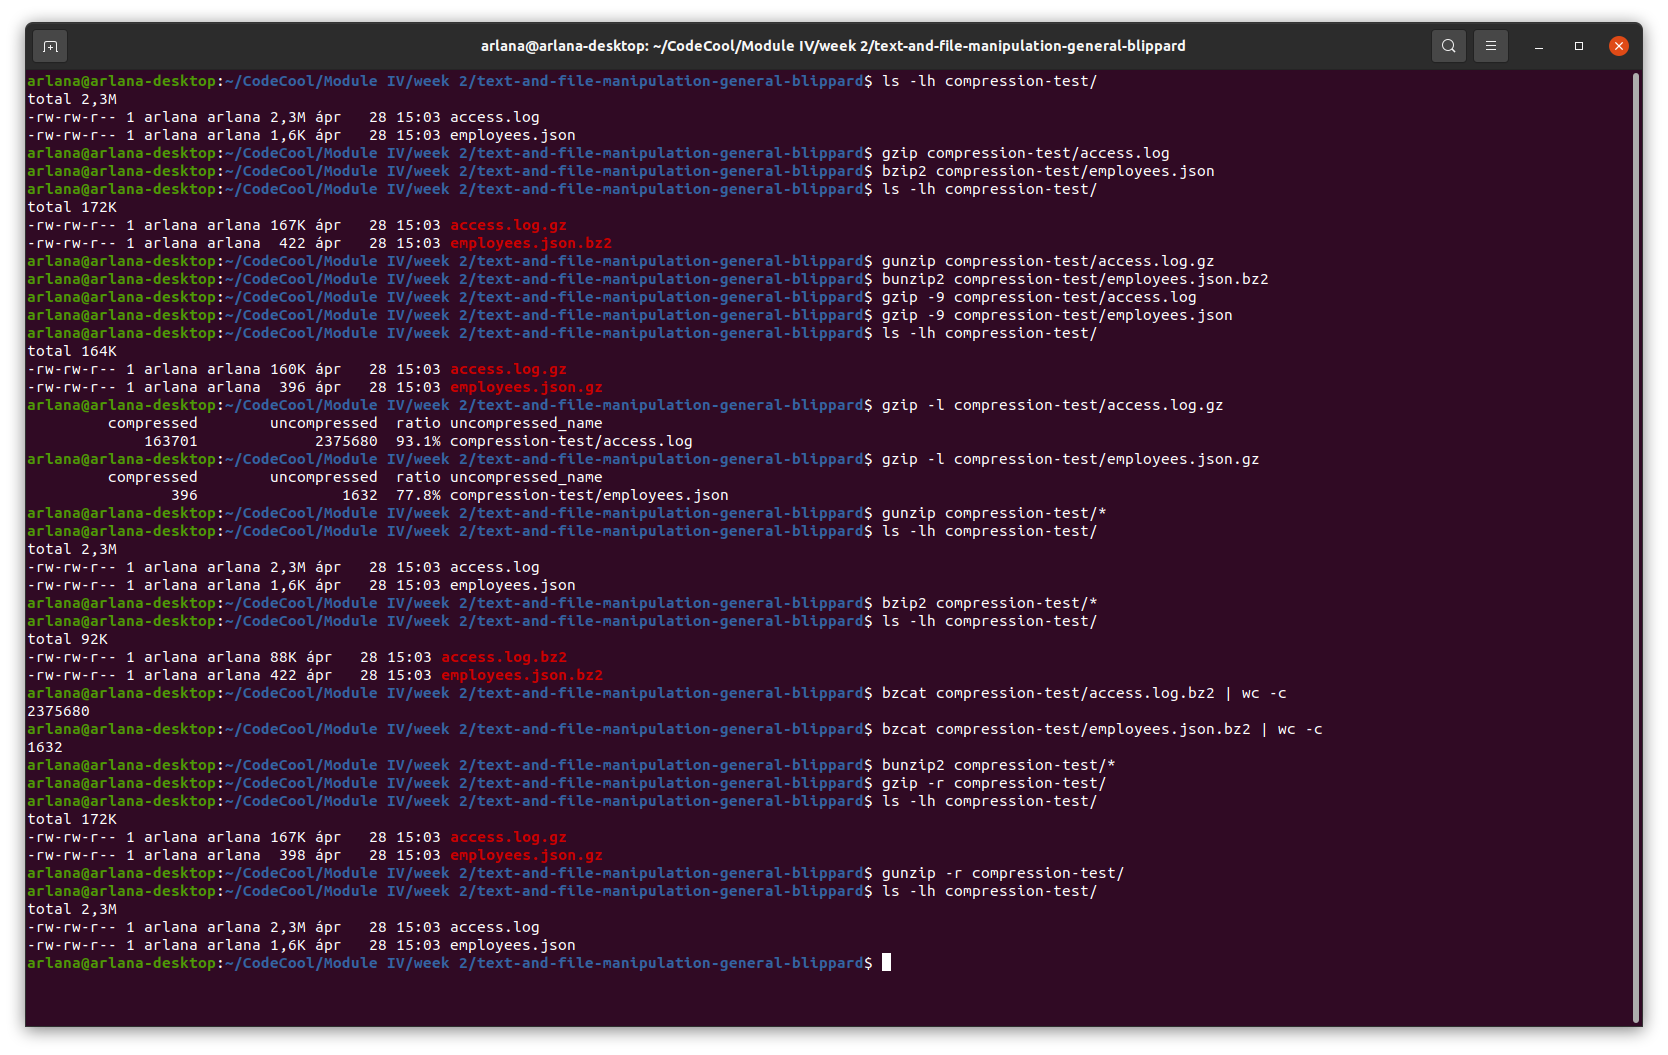 arlana@arlana-desktop: ~/CodeCool/Module IV/week 2/text-and-file-manipulation-general-blippard
arlana@arlana-desktop:~/CodeCool/Module IV/week 2/text-and-file-manipulation-general-blippard$ ls -lh compression-test/
total 2,3M
-rw-rw-r-- 1 arlana arlana 2,3M ápr   28 15:03 access.log
-rw-rw-r-- 1 arlana arlana 1,6K ápr   28 15:03 employees.json
arlana@arlana-desktop:~/CodeCool/Module IV/week 2/text-and-file-manipulation-general-blippard$ gzip compression-test/access.log
arlana@arlana-desktop:~/CodeCool/Module IV/week 2/text-and-file-manipulation-general-blippard$ bzip2 compression-test/employees.json
arlana@arlana-desktop:~/CodeCool/Module IV/week 2/text-and-file-manipulation-general-blippard$ ls -lh compression-test/
total 172K
-rw-rw-r-- 1 arlana arlana 167K ápr   28 15:03 access.log.gz
-rw-rw-r-- 1 arlana arlana  422 ápr   28 15:03 employees.json.bz2
arlana@arlana-desktop:~/CodeCool/Module IV/week 2/text-and-file-manipulation-general-blippard$ gunzip compression-test/access.log.gz
arlana@arlana-desktop:~/CodeCool/Module IV/week 2/text-and-file-manipulation-general-blippard$ bunzip2 compression-test/employees.json.bz2
arlana@arlana-desktop:~/CodeCool/Module IV/week 2/text-and-file-manipulation-general-blippard$ gzip -9 compression-test/access.log
arlana@arlana-desktop:~/CodeCool/Module IV/week 2/text-and-file-manipulation-general-blippard$ gzip -9 compression-test/employees.json
arlana@arlana-desktop:~/CodeCool/Module IV/week 2/text-and-file-manipulation-general-blippard$ ls -lh compression-test/
total 164K
-rw-rw-r-- 1 arlana arlana 160K ápr   28 15:03 access.log.gz
-rw-rw-r-- 1 arlana arlana  396 ápr   28 15:03 employees.json.gz
arlana@arlana-desktop:~/CodeCool/Module IV/week 2/text-and-file-manipulation-general-blippard$ gzip -l compression-test/access.log.gz
         compressed        uncompressed  ratio uncompressed_name
             163701             2375680  93.1% compression-test/access.log
arlana@arlana-desktop:~/CodeCool/Module IV/week 2/text-and-file-manipulation-general-blippard$ gzip -l compression-test/employees.json.gz
         compressed        uncompressed  ratio uncompressed_name
                396                1632  77.8% compression-test/employees.json
arlana@arlana-desktop:~/CodeCool/Module IV/week 2/text-and-file-manipulation-general-blippard$ gunzip compression-test/*
arlana@arlana-desktop:~/CodeCool/Module IV/week 2/text-and-file-manipulation-general-blippard$ ls -lh compression-test/
total 2,3M
-rw-rw-r-- 1 arlana arlana 2,3M ápr   28 15:03 access.log
-rw-rw-r-- 1 arlana arlana 1,6K ápr   28 15:03 employees.json
arlana@arlana-desktop:~/CodeCool/Module IV/week 2/text-and-file-manipulation-general-blippard$ bzip2 compression-test/*
arlana@arlana-desktop:~/CodeCool/Module IV/week 2/text-and-file-manipulation-general-blippard$ ls -lh compression-test/
total 92K
-rw-rw-r-- 1 arlana arlana 88K ápr   28 15:03 access.log.bz2
-rw-rw-r-- 1 arlana arlana 422 ápr   28 15:03 employees.json.bz2
arlana@arlana-desktop:~/CodeCool/Module IV/week 2/text-and-file-manipulation-general-blippard$ bzcat compression-test/access.log.bz2 | wc -c
2375680
arlana@arlana-desktop:~/CodeCool/Module IV/week 2/text-and-file-manipulation-general-blippard$ bzcat compression-test/employees.json.bz2 | wc -c
1632
arlana@arlana-desktop:~/CodeCool/Module IV/week 2/text-and-file-manipulation-general-blippard$ bunzip2 compression-test/*
arlana@arlana-desktop:~/CodeCool/Module IV/week 2/text-and-file-manipulation-general-blippard$ gzip -r compression-test/
arlana@arlana-desktop:~/CodeCool/Module IV/week 2/text-and-file-manipulation-general-blippard$ ls -lh compression-test/
total 172K
-rw-rw-r-- 1 arlana arlana 167K ápr   28 15:03 access.log.gz
-rw-rw-r-- 1 arlana arlana  398 ápr   28 15:03 employees.json.gz
arlana@arlana-desktop:~/CodeCool/Module IV/week 2/text-and-file-manipulation-general-blippard$ gunzip -r compression-test/
arlana@arlana-desktop:~/CodeCool/Module IV/week 2/text-and-file-manipulation-general-blippard$ ls -lh compression-test/
total 2,3M
-rw-rw-r-- 1 arlana arlana 2,3M ápr   28 15:03 access.log
-rw-rw-r-- 1 arlana arlana 1,6K ápr   28 15:03 employees.json
arlana@arlana-desktop:~/CodeCool/Module IV/week 2/text-and-file-manipulation-general-blippard$